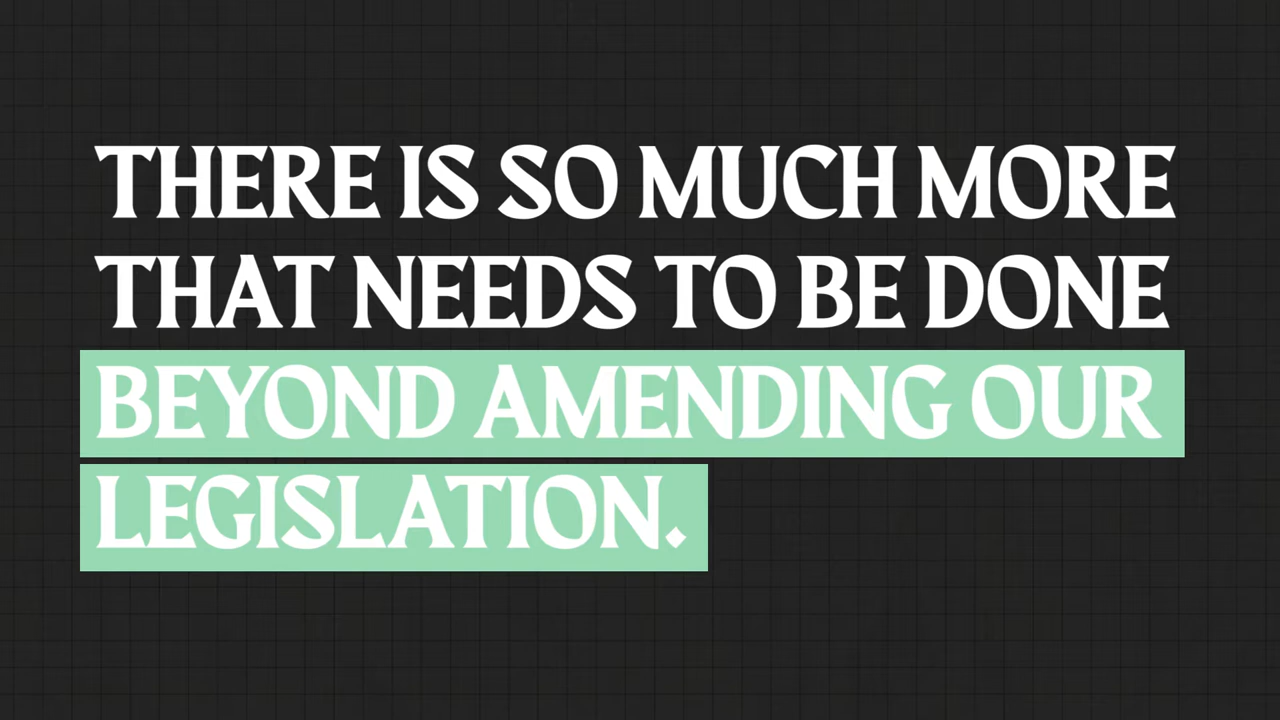 THERE IS SO MUCH MORE
THAT NEEDS TO BE DONE
BEYOND AMENDING OUR
LEGISLATION.